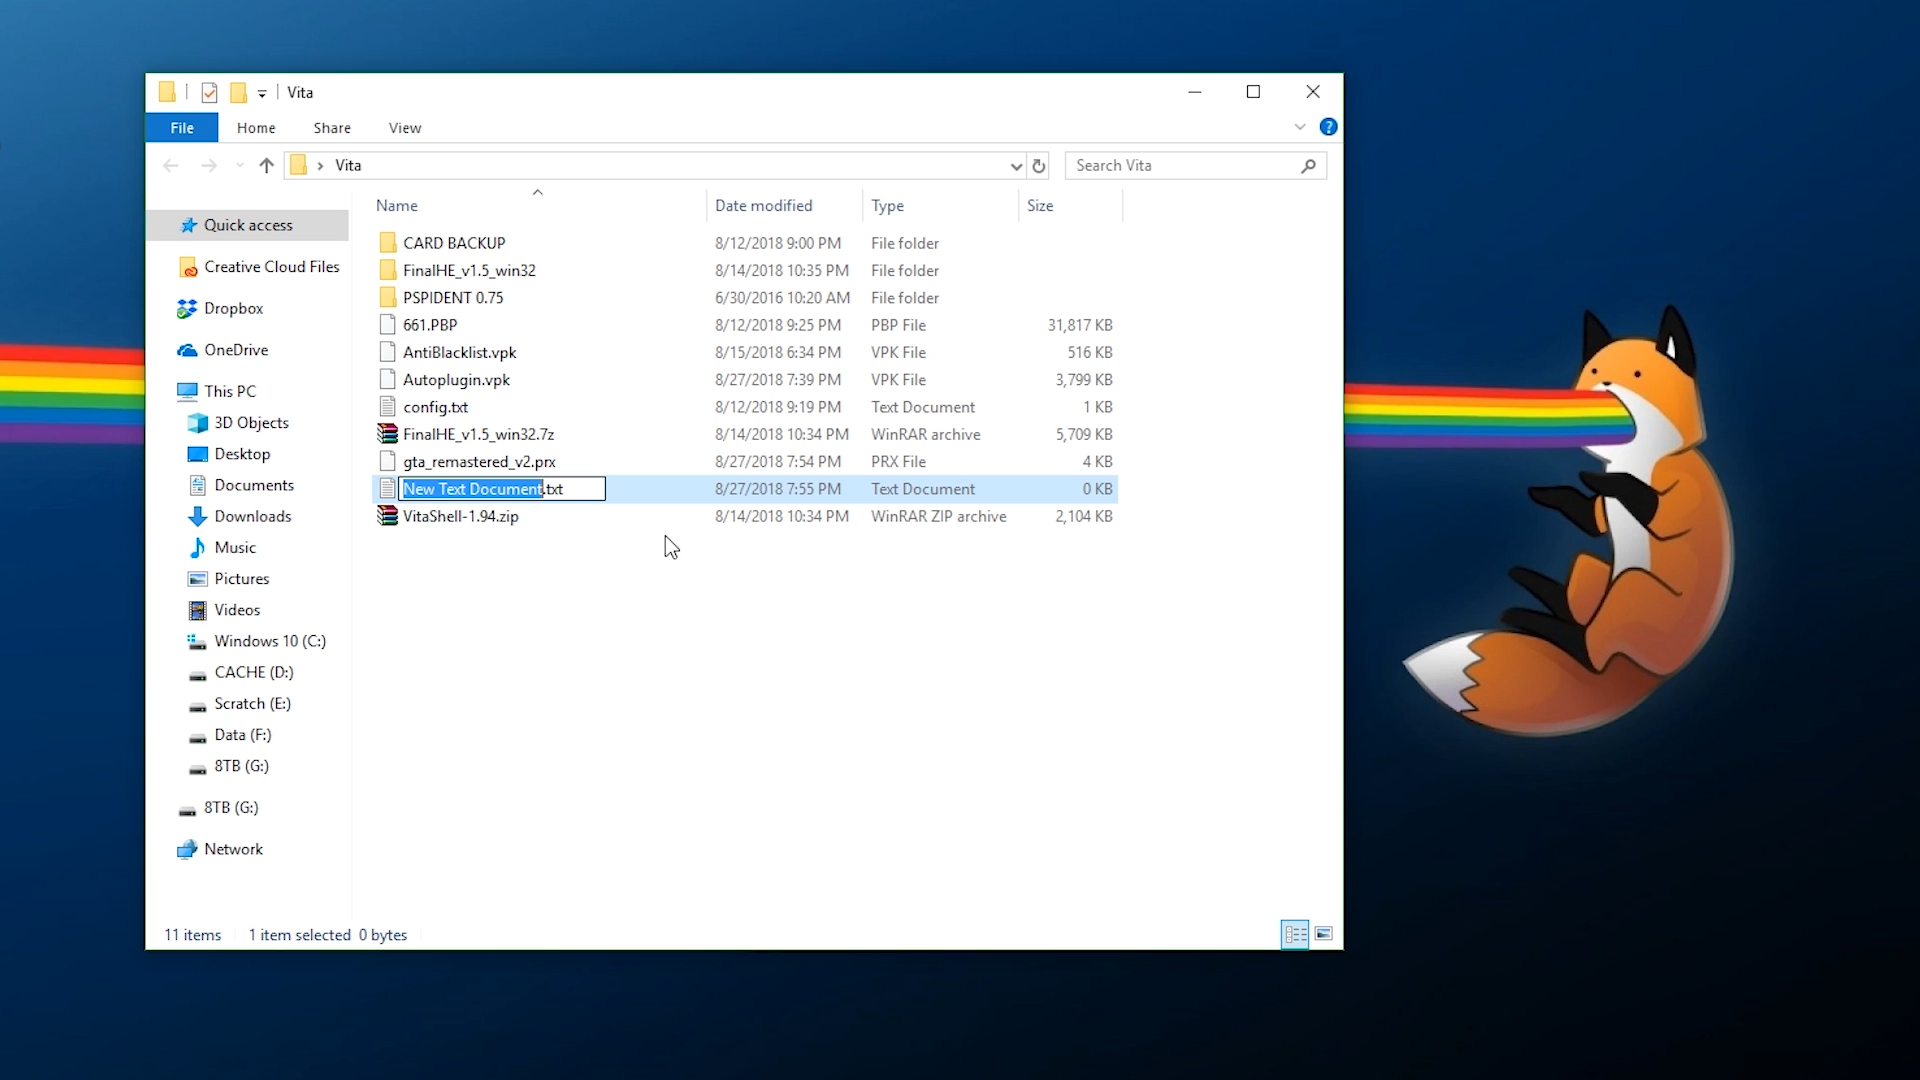 Vita
File Home Share View
Vita Search Vita
Name Date modified Type Size
Quick access
Creative Cloud Files
Dropbox
OneDrive
This PC
3D Objects
Desktop
Documents
Downloads
Music
Pictures
Videos
Windows 10 (C:)
CACHE (D:)
Scratch (E:)
Data (F:)
8TB (G:)
8TB (G:)
Network
CARD BACKUP 8/12/2018 9:00 PM File folder
FinalHE_v1.5_win32 8/14/2018 10:35 PM File folder
PSPIDENT 0.75 6/30/2016 10:20 AM File folder
661.PBP 8/12/2018 9:25 PM PBP File 31,817 KB
AntiBlacklist.vpk 8/15/2018 6:34 PM VPK File 516 KB
Autoplugin.vpk 8/27/2018 7:39 PM VPK File 3,799 KB
config.txt 8/12/2018 9:19 PM Text Document 1 KB
FinalHE_v1.5_win32.7z 8/14/2018 10:34 PM WinRAR archive 5,709 KB
gta_remastered_v2.prx 8/27/2018 7:54 PM PRX File 4 KB
New Text Document.txt 8/27/2018 7:55 PM Text Document 0 KB
VitaShell-1.94.zip 8/14/2018 10:34 PM WinRAR ZIP archive 2,104 KB
11 items 1 item selected 0 bytes